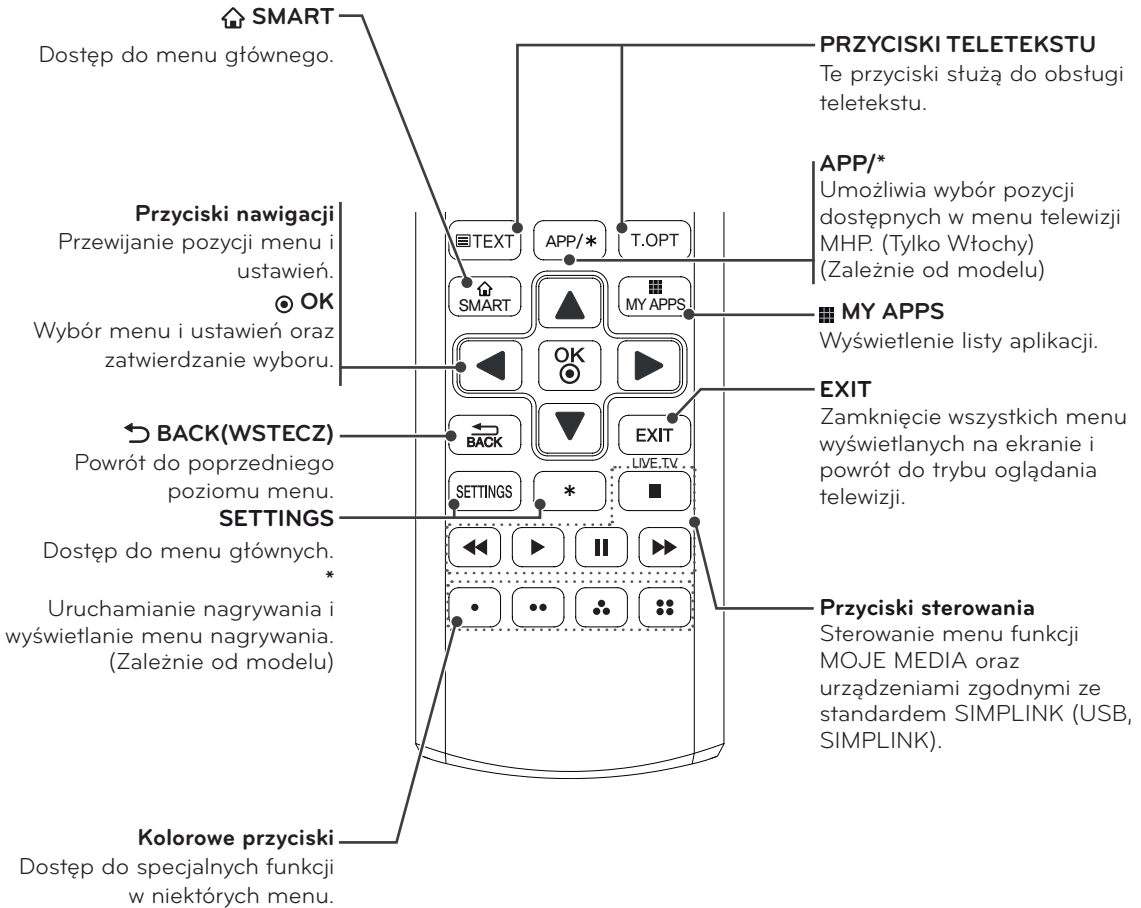 SMART
Dostęp do menu głównego.
Przyciski nawigacji
Przewijanie pozycji menu i
ustawień.
OK
Wybór menu i ustawień oraz
zatwierdzanie wyboru.
BACK(WSTECZ)
Powrót do poprzedniego
poziomu menu.
SETTINGS
Dostęp do menu głównych.
*
Uruchamianie nagrywania i
wyświetlanie menu nagrywania.
(Zależnie od modelu)
Kolorowe przyciski
Dostęp do specjalnych funkcji
w niektórych menu.
TEXT
APP/*
T.OPT
SMART
MY APPS
OK
BACK
EXIT
LIVE TV
SETTINGS
*
PRZYCISKI TELETEKSTU
Te przyciski służą do obsługi
teletekstu.
APP/*
Umożliwia wybór pozycji
dostępnych w menu telewizji
MHP. (Tylko Włochy)
(Zależnie od modelu)
MY APPS
Wyświetlenie listy aplikacji.
EXIT
Zamknięcie wszystkich menu
wyświetlanych na ekranie i
powrót do trybu oglądania
telewizji.
Przyciski sterowania
Sterowanie menu funkcji
MOJE MEDIA oraz
urządzeniami zgodnymi ze
standardem SIMPLINK (USB,
SIMPLINK).